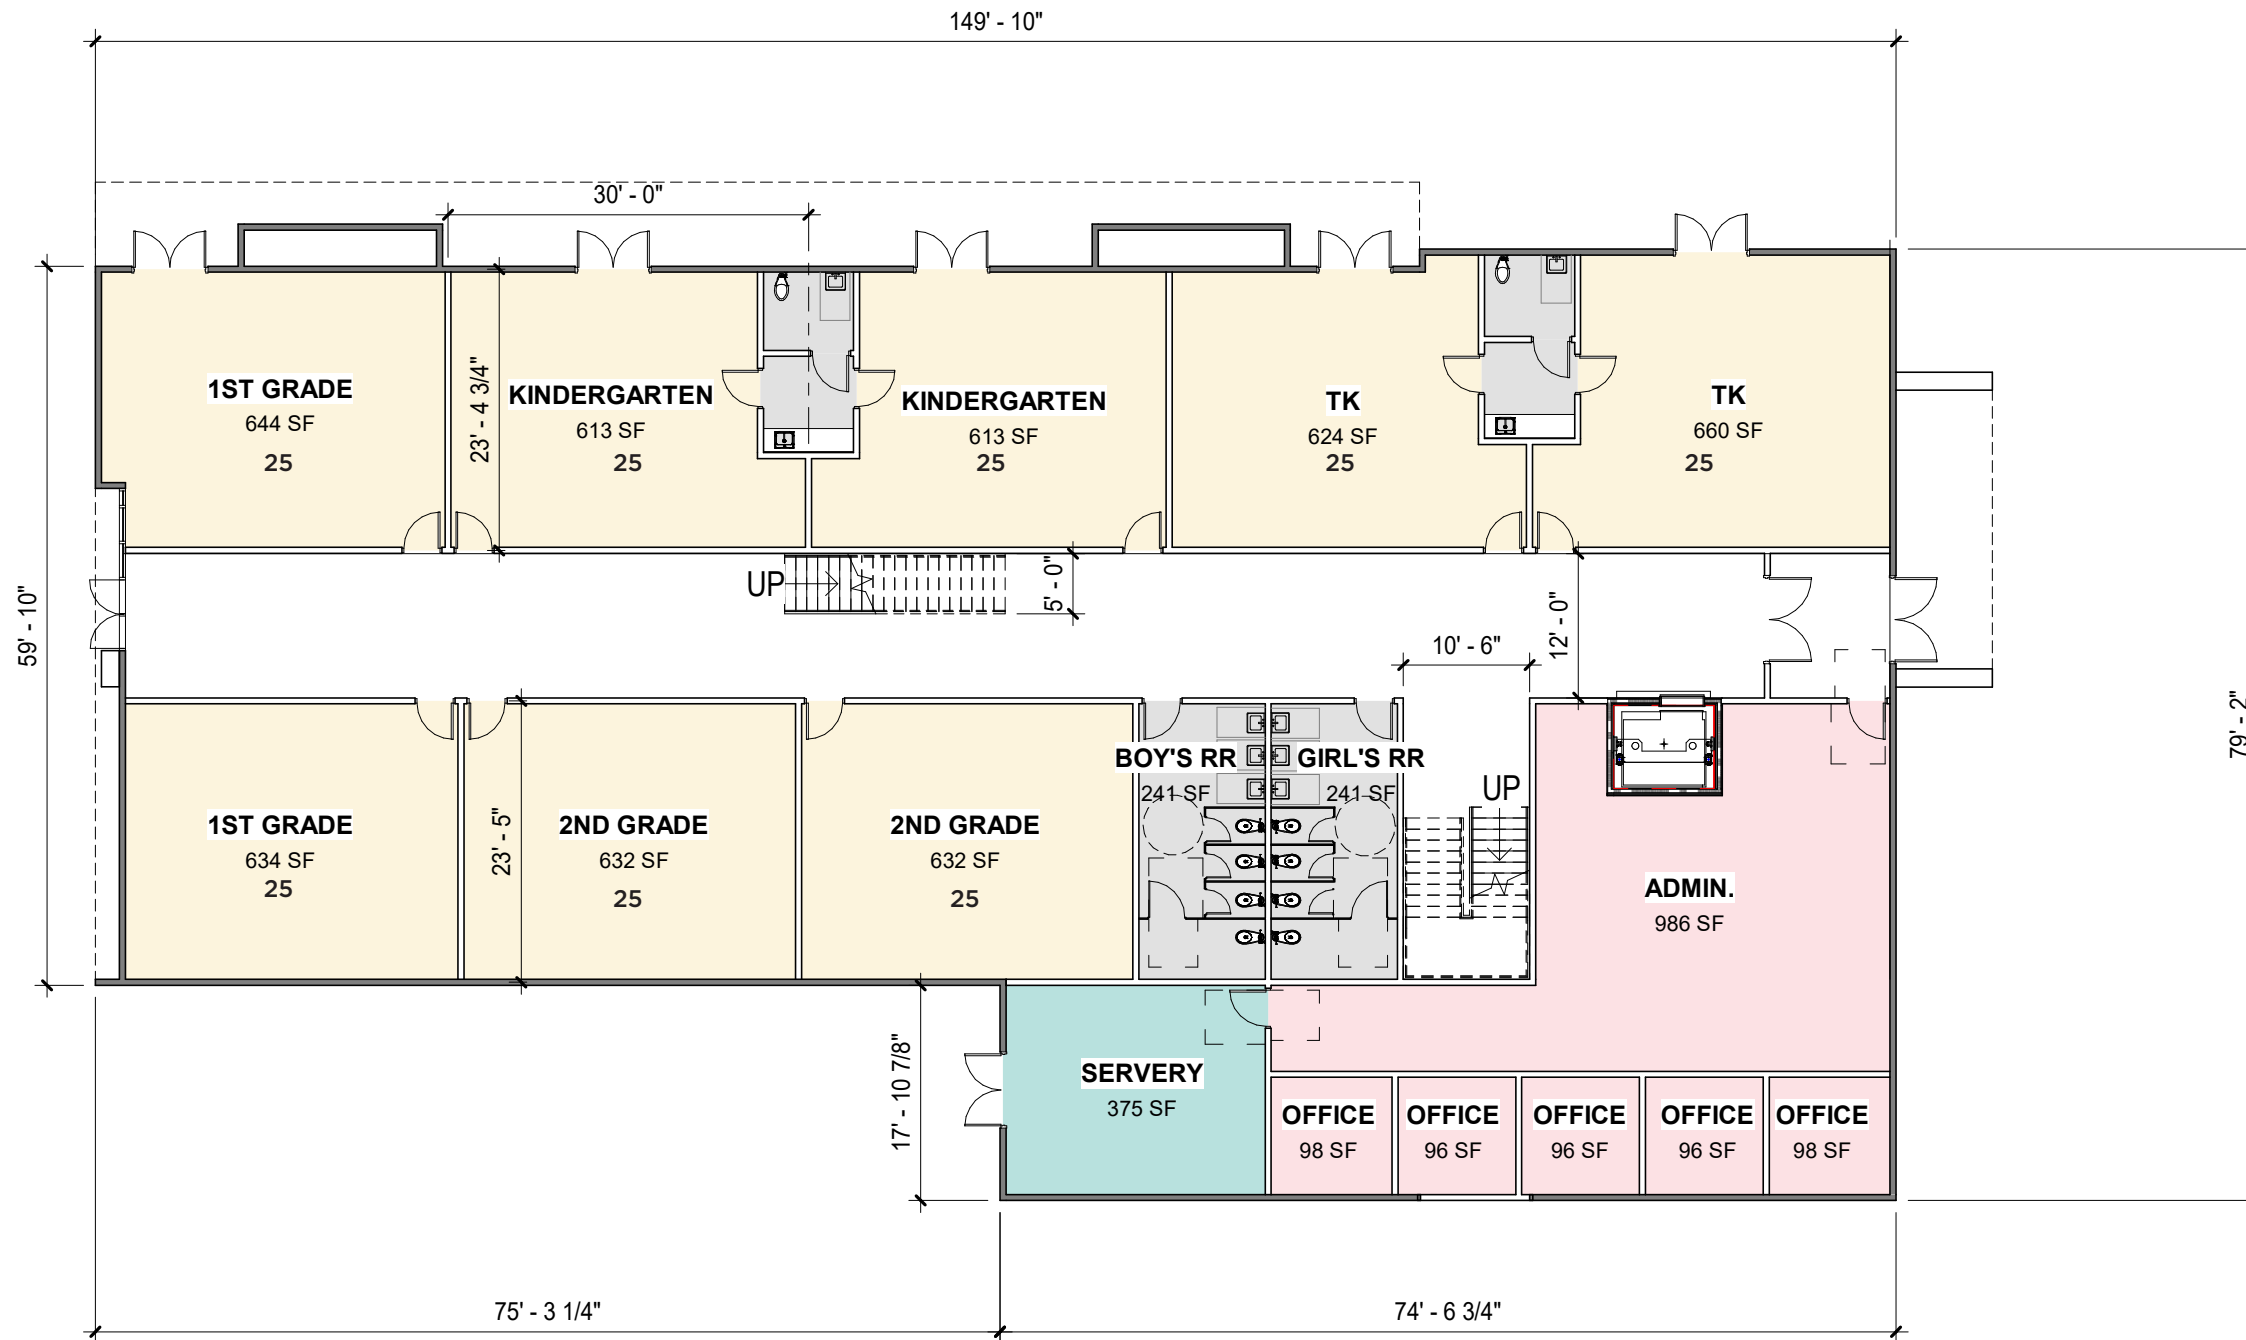 149' - 10"
30' - 0"
1ST GRADE
644 SF
25
23' - 4 3/4"
KINDERGARTEN
613 SF
25
KINDERGARTEN
613 SF
25
TK
624 SF
25
TK
660 SF
25
59' - 10"
UP
5' - 0"
10' - 6"
12' - 0"
79' - 2"
1ST GRADE
634 SF
25
23' - 5"
2ND GRADE
632 SF
25
2ND GRADE
632 SF
25
BOY'S RR
241 SF
GIRL'S RR
241 SF
UP
ADMIN.
986 SF
17' - 10 7/8"
SERVERY
375 SF
OFFICE
98 SF
OFFICE
96 SF
OFFICE
96 SF
OFFICE
96 SF
OFFICE
98 SF
75' - 3 1/4"
74' - 6 3/4"